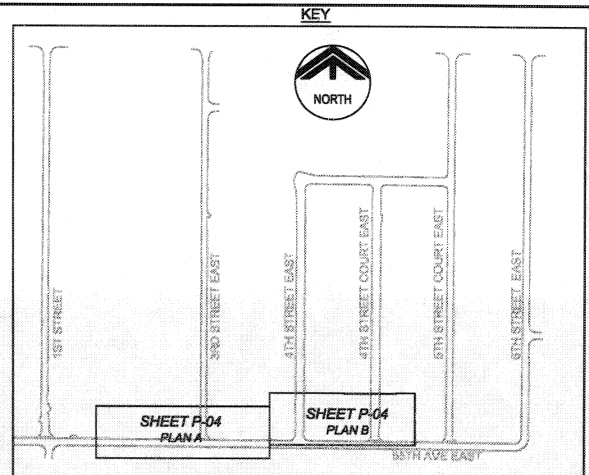 KEY
NORTH
1ST STREET
3RD STREET EAST
4TH STREET EAST
4TH STREET COURT EAST
5TH STREET COURT EAST
6TH STREET EAST
SHEET P-04
PLAN A
SHEET P-04
PLAN B
AVE EAST